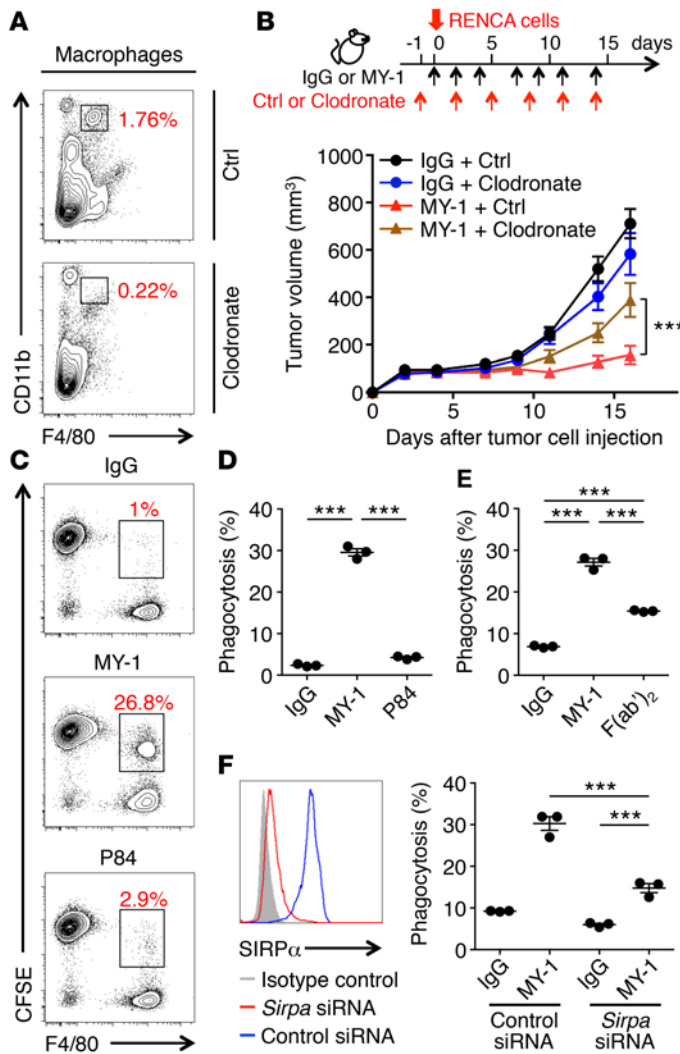 A
Macrophages
1.76%
Ctrl
0.22%
Clodronate
CD11b
F4/80
B
RENCA cells
-1 0 5 10 15 days
IgG or MY-1
Ctrl or Clodronate
1000
800
600
400
200
0
Tumor volume (mm3)
IgG + Ctrl
IgG + Clodronate
MY-1 + Ctrl
MY-1 + Clodronate
***
0 5 10 15
Days after tumor cell injection
C
IgG
1%
MY-1
26.8%
P84
2.9%
CFSE
F4/80
D
Phagocytosis (%)
40
30
20
10
0
*** ***
IgG
MY-1
P84
E
Phagocytosis (%)
40
30
20
10
0
***
*** ***
IgG
MY-1
F(ab')2
F
SIRPα
Isotype control
Sirpa siRNA
Control siRNA
Phagocytosis (%)
40
30
20
10
0
***
***
IgG
MY-1
IgG
MY-1
Control siRNA
Sirpa siRNA